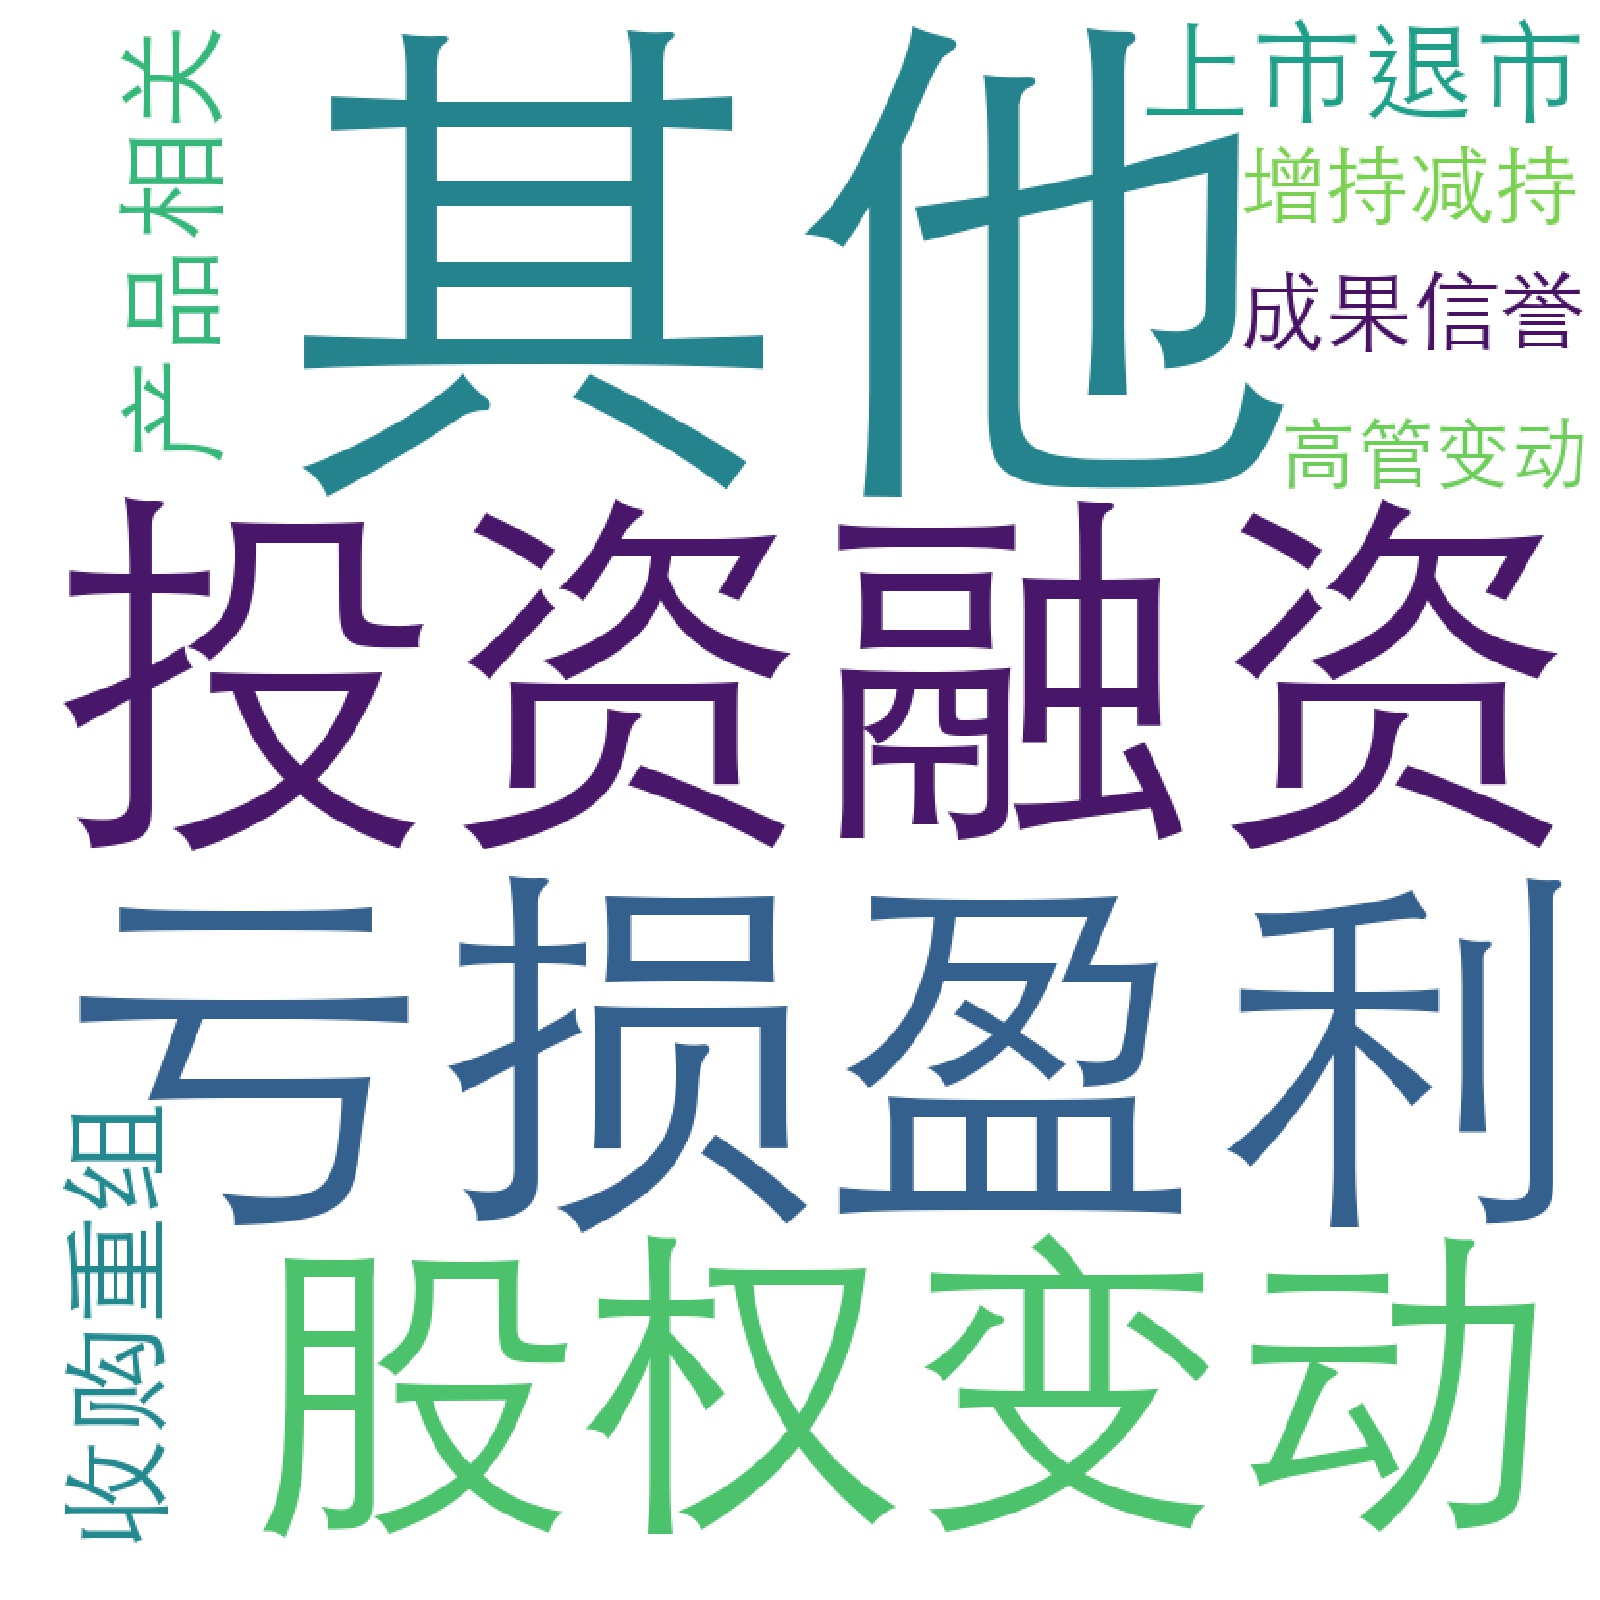 其他
上市退市
增持减持
成果信誉
高管变动
产品相关
投资融资
亏损盈利
收购重组
股权变动